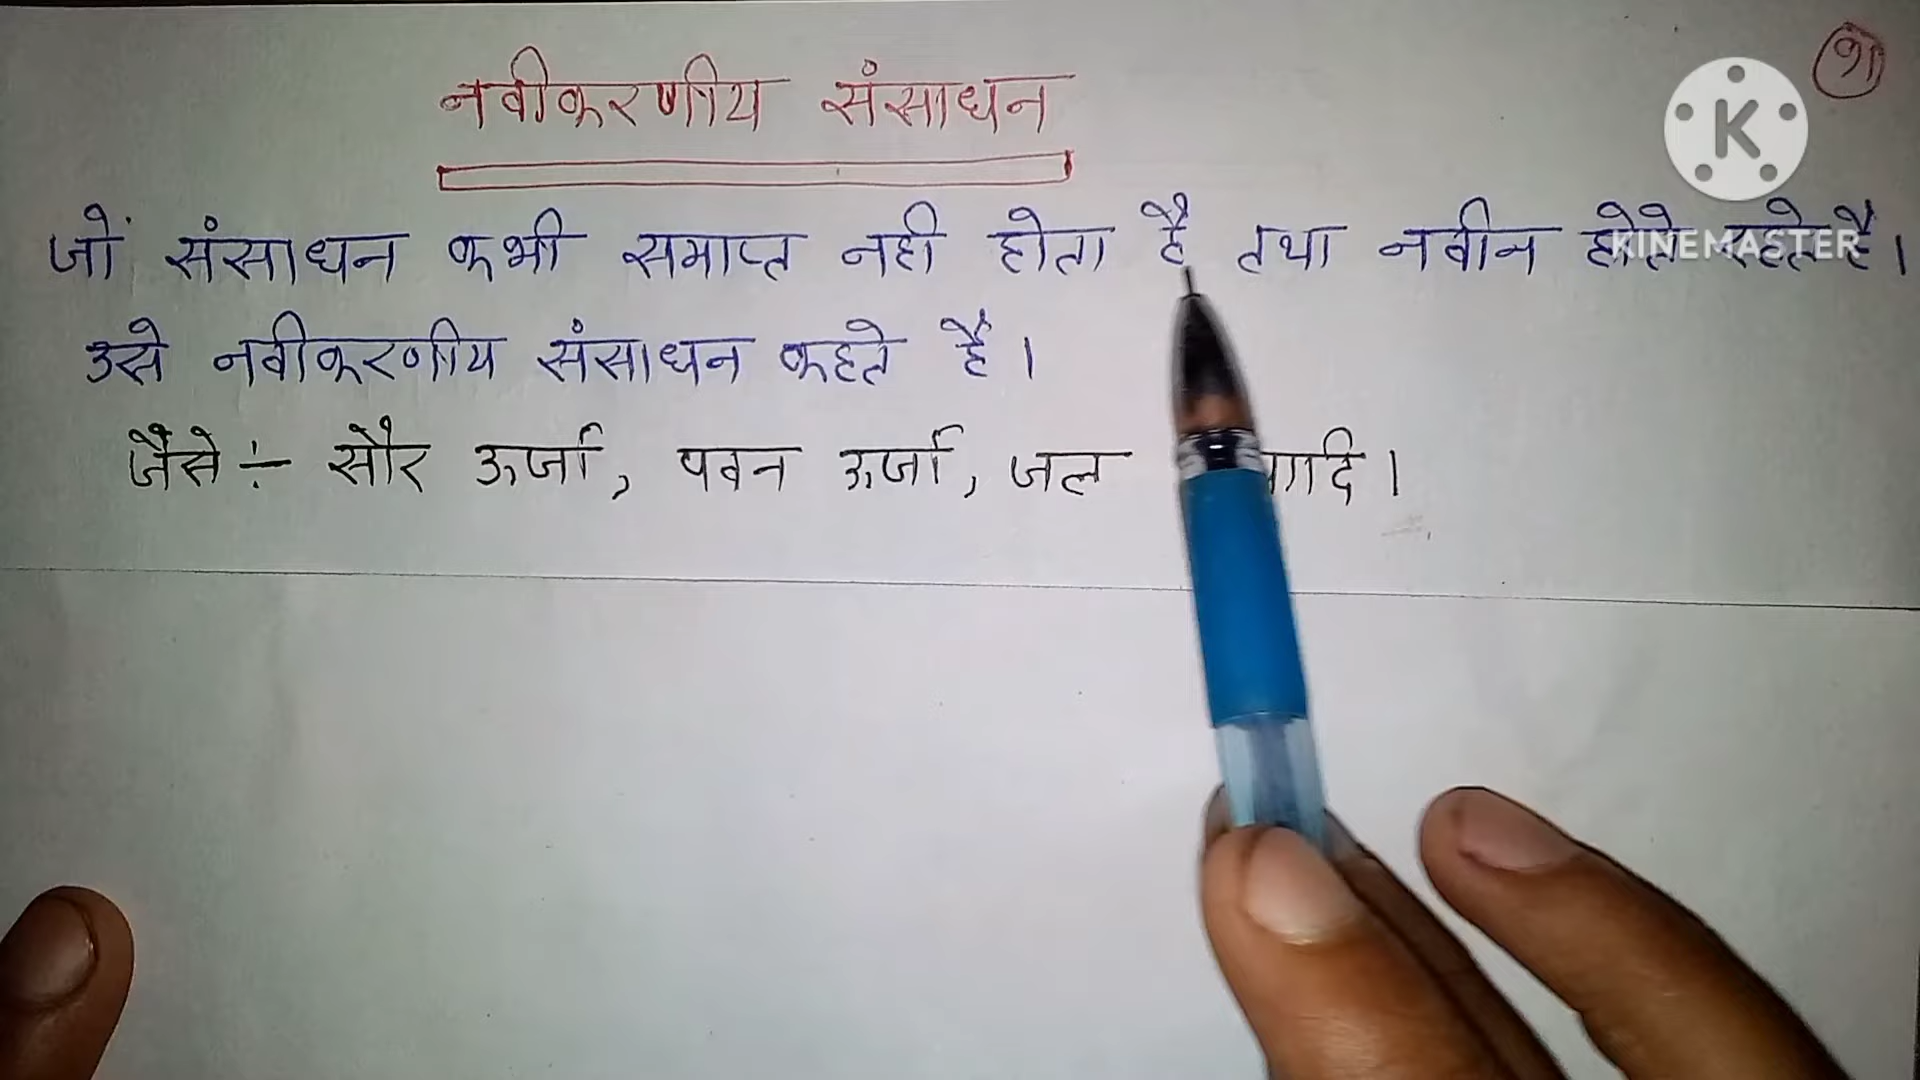 नवीकरणीय संसाधन
जों संसाधन कभी समाप्त नही होता है तथा नवीन होते रहते है।
उसे नवीकरणीय संसाधन कहते हैं।
जैसे ÷ सौर ऊर्जा, पवन ऊर्जा, जल
K
KINEMASTER